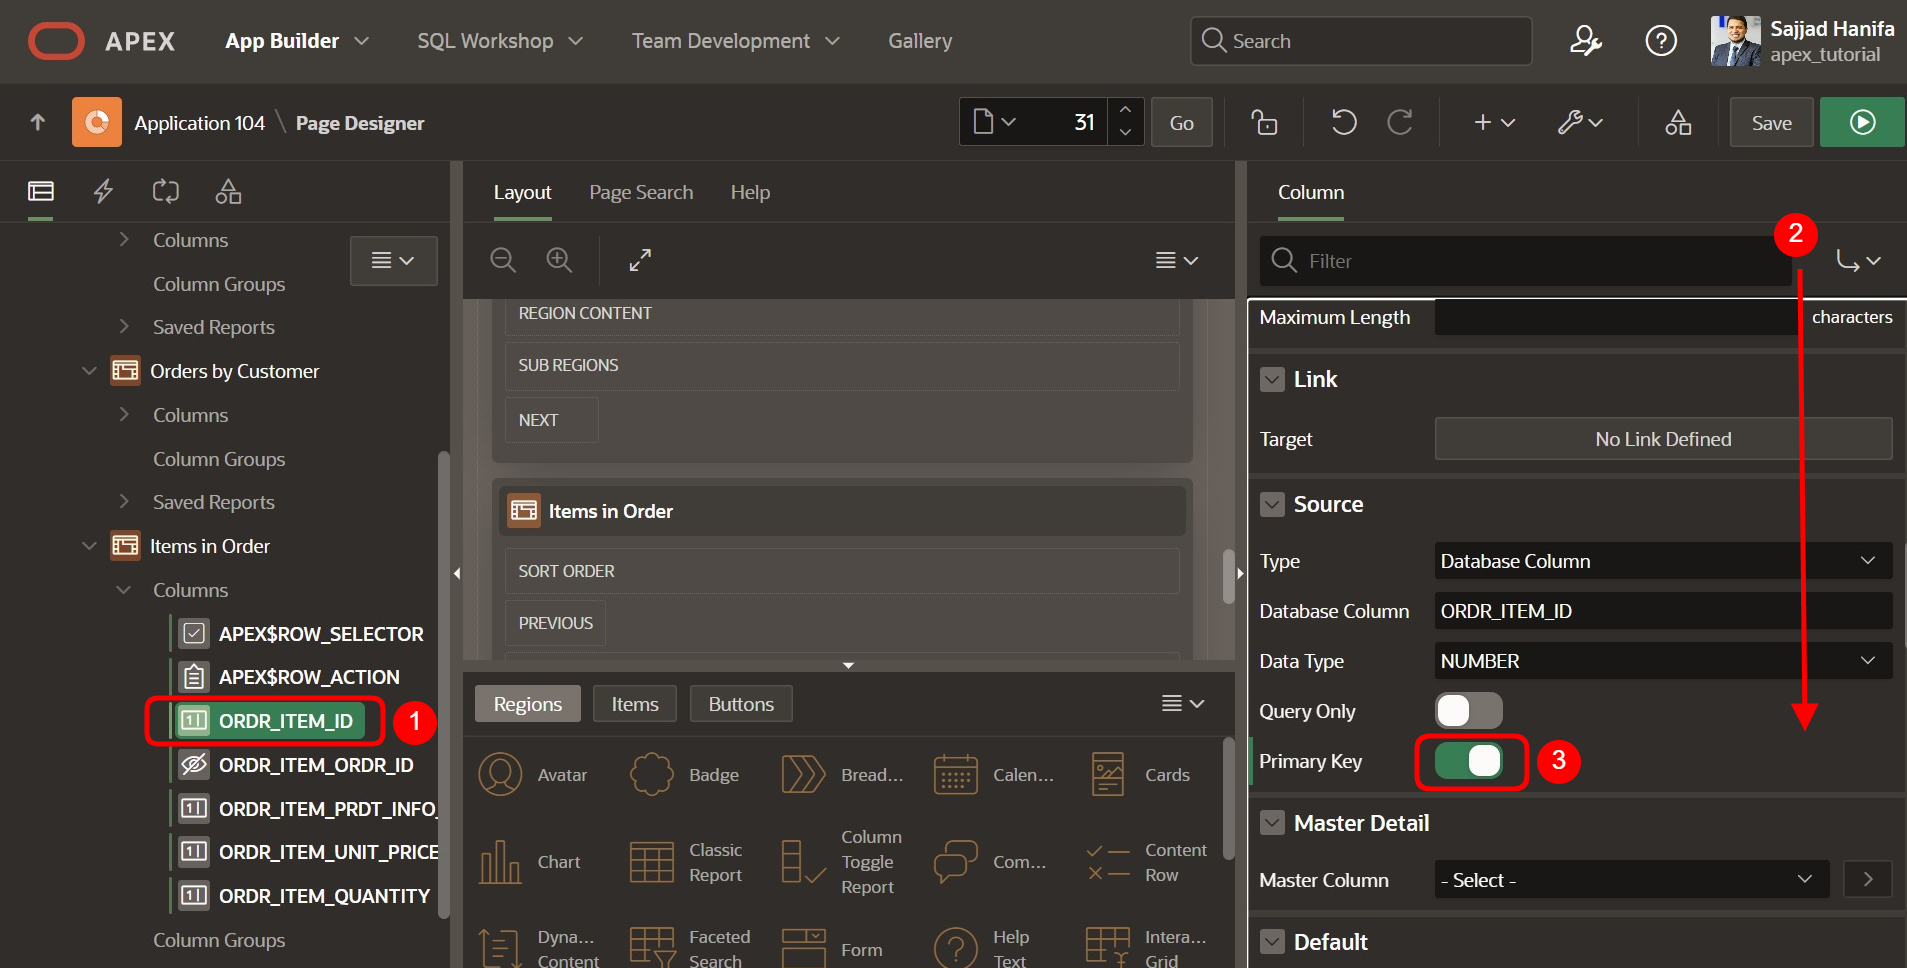 APEX
App Builder
SQL Workshop
Team Development
Gallery
Search
Sajjad Hanifa
apex_tutorial
Application 104 \ Page Designer
31
Go
Save
Columns
Column Groups
Saved Reports
Orders by Customer
Columns
Column Groups
Saved Reports
Items in Order
Columns
APEX$ROW_SELECTOR
APEX$ROW_ACTION
ORDR_ITEM_ID
1
ORDR_ITEM_ORDR_ID
ORDR_ITEM_PRDT_INFO_
ORDR_ITEM_UNIT_PRICE
ORDR_ITEM_QUANTITY
Column Groups
Layout
Page Search
Help
REGION CONTENT
SUB REGIONS
NEXT
Items in Order
SORT ORDER
PREVIOUS
Regions
Items
Buttons
Avatar
Badge
Bread...
Calen...
Cards
Chart
Classic
Report
Column
Toggle
Report
Com...
Content
Row
Dyna...
Content
Faceted
Search
Form
Help
Text
Intera...
Grid
Column
2
Filter
Maximum Length
characters
Link
Target
No Link Defined
Source
Type
Database Column
Database Column
ORDR_ITEM_ID
Data Type
NUMBER
Query Only
Primary Key
3
Master Detail
Master Column
- Select -
Default